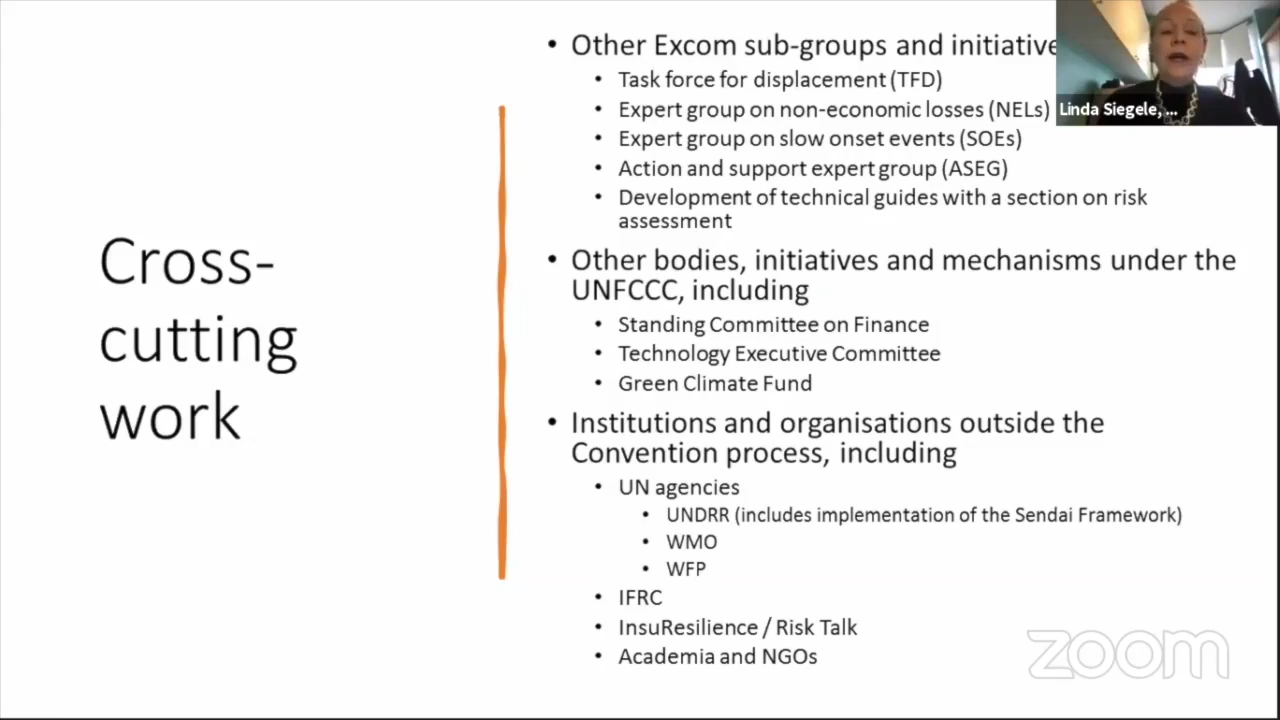 Cross-
cutting
work
• Other Excom sub-groups and initiative
• Task force for displacement (TFD)
• Expert group on non-economic losses (NELs)
• Expert group on slow onset events (SOEs)
• Action and support expert group (ASEG)
• Development of technical guides with a section on risk
assessment
• Other bodies, initiatives and mechanisms under the
UNFCCC, including
• Standing Committee on Finance
• Technology Executive Committee
• Green Climate Fund
• Institutions and organisations outside the
Convention process, including
• UN agencies
• UNDRR (includes implementation of the Sendai Framework)
• WMO
• WFP
• IFRC
• InsuResilience / Risk Talk
• Academia and NGOs
Linda Siegele, ...
zoom